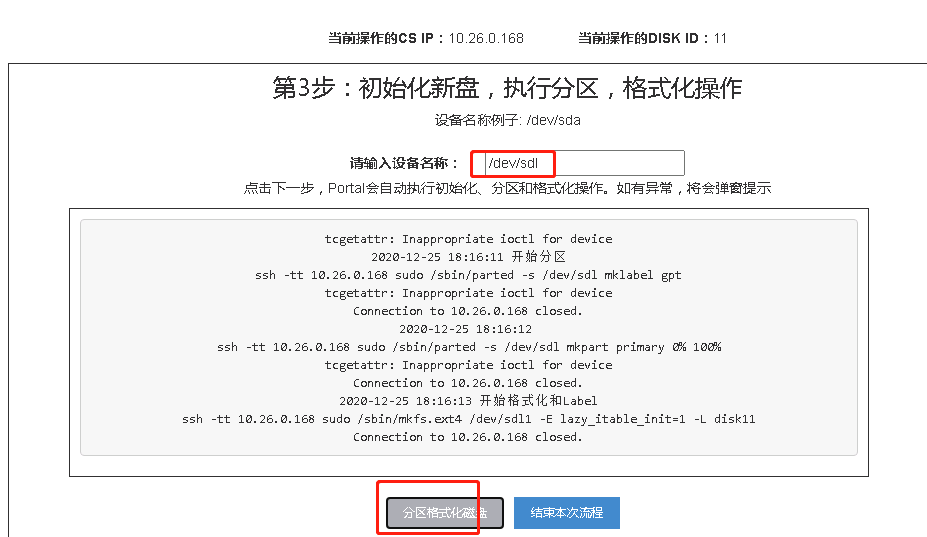 当前操作的CS IP：10.26.0.168 当前操作的DISK ID：11
第3步：初始化新盘，执行分区，格式化操作
设备名称例子: /dev/sda
请输入设备名称： /dev/sdl
点击下一步，Portal会自动执行初始化、分区和格式化操作。如有异常，将会弹窗提示
tcgetattr: Inappropriate ioctl for device
2020-12-25 18:16:11 开始分区
ssh -tt 10.26.0.168 sudo /sbin/parted -s /dev/sdl mklabel gpt
tcgetattr: Inappropriate ioctl for device
Connection to 10.26.0.168 closed.
2020-12-25 18:16:12
ssh -tt 10.26.0.168 sudo /sbin/parted -s /dev/sdl mkpart primary 0% 100%
tcgetattr: Inappropriate ioctl for device
Connection to 10.26.0.168 closed.
2020-12-25 18:16:13 开始格式化和Label
ssh -tt 10.26.0.168 sudo /sbin/mkfs.ext4 /dev/sdl1 -E lazy_itable_init=1 -L disk11
Connection to 10.26.0.168 closed.
分区格式化磁盘 结束本次流程